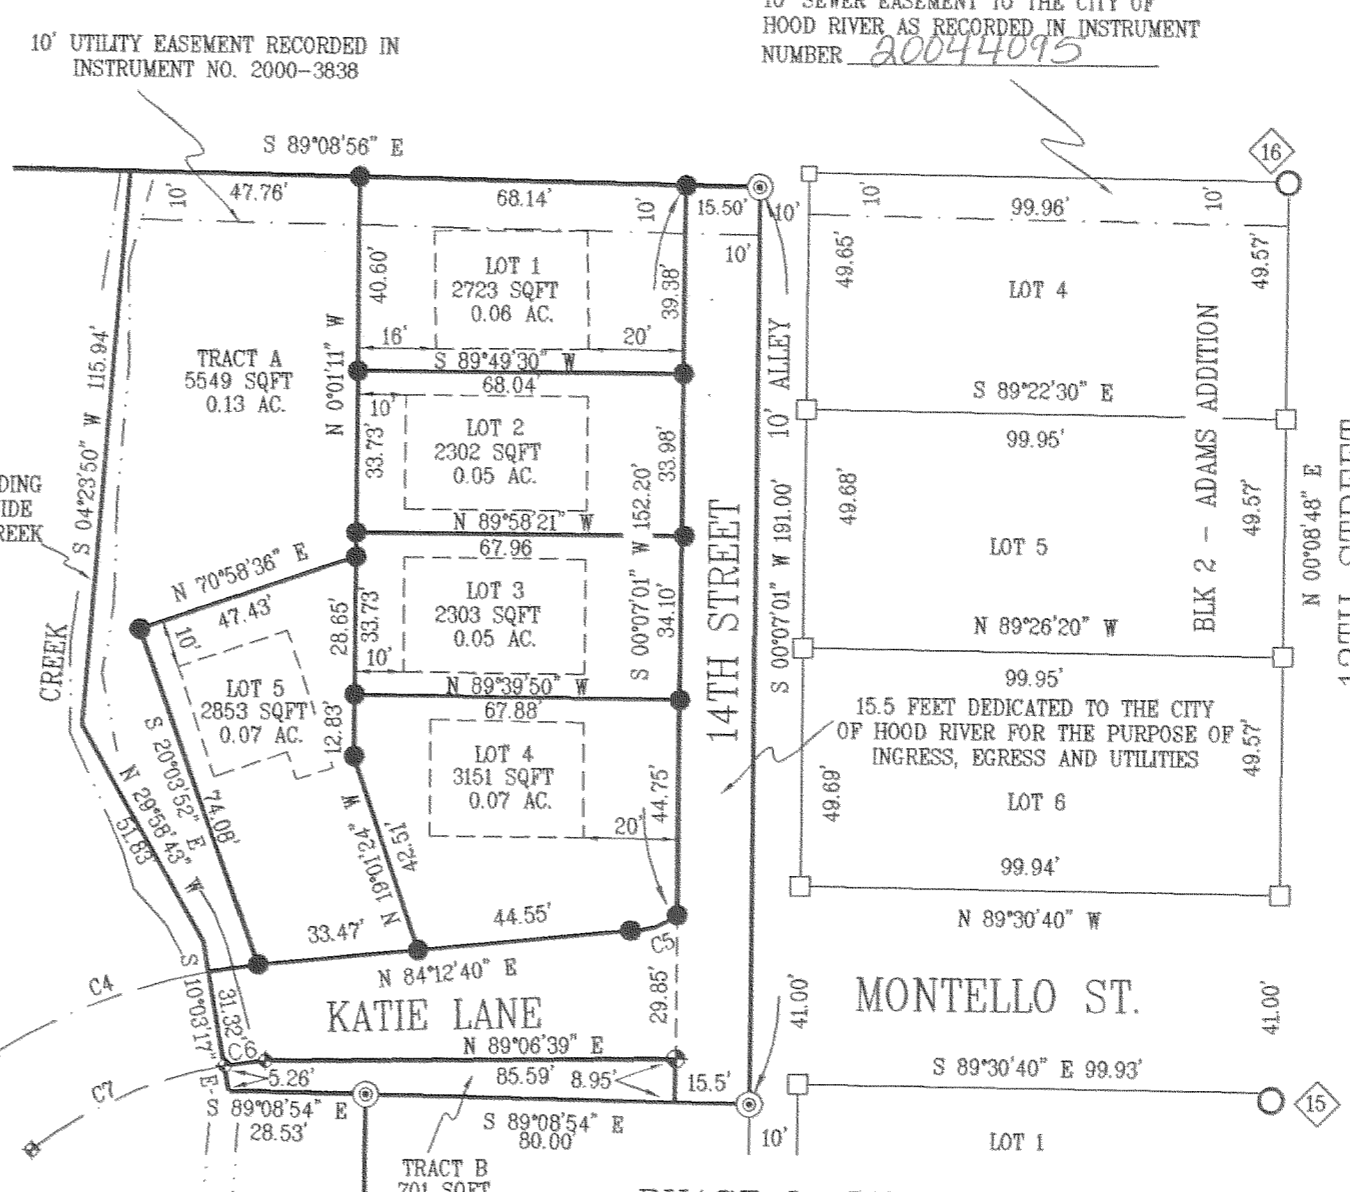 10' SEWER EASEMENT TO THE CITY OF
HOOD RIVER AS RECORDED IN INSTRUMENT
NUMBER 20044095
10' UTILITY EASEMENT RECORDED IN
INSTRUMENT NO. 2000-3838
S 89°08'56" E
16
10'
47.76'
68.14'
10'
15.50'
10'
10'
10'
99.96'
10'
40.60'
LOT 1
2723 SQFT
0.06 AC.
39.38'
49.65'
LOT 4
49.57'
16'
20'
S 89°49'30" W
68.04'
N 0°01'11" W
TRACT A
5549 SQFT
0.13 AC.
115.94'
S 04°23'50" W
10' ALLEY
S 89°22'30" E
99.95'
BLK 2 - ADAMS ADDITION
10'
LOT 2
2302 SQFT
0.05 AC.
33.73'
33.98'
152.20'
S 00°07'01" W
N 89°58'21" W
67.96
DING
IDE
REEK
49.68'
LOT 5
49.57'
N 00°08'48" E
S 00°07'01" W 191.00'
14TH STREET
N 70°58'36" E
47.43'
28.65'
33.73'
LOT 3
2303 SQFT
0.05 AC.
34.10'
10'
N 89°39'50" W
67.88'
N 89°26'20" W
99.95'
CREEK
10'
LOT 5
2853 SQFT
0.07 AC.
12.83'
S 20°03'52" E
74.08'
N 29°58'43" W
51.83'
LOT 4
3151 SQFT
0.07 AC.
44.75'
20'
N 19°01'24" W
42.51'
15.5 FEET DEDICATED TO THE CITY
OF HOOD RIVER FOR THE PURPOSE OF
INGRESS, EGRESS AND UTILITIES
49.69'
LOT 6
49.57'
99.94'
N 89°30'40" W
33.47'
44.55'
C5
N 84°12'40" E
C4
S 10°03'17" E
31.32'
KATIE LANE
29.85'
41.00'
MONTELLO ST.
41.00'
C6
N 89°06'39" E
S 89°30'40" E 99.93'
C7
5.26'
85.59'
8.95'
15.5'
S 89°08'54" E
28.53'
S 89°08'54" E
80.00'
10'
15
LOT 1
TRACT B
701 SQFT